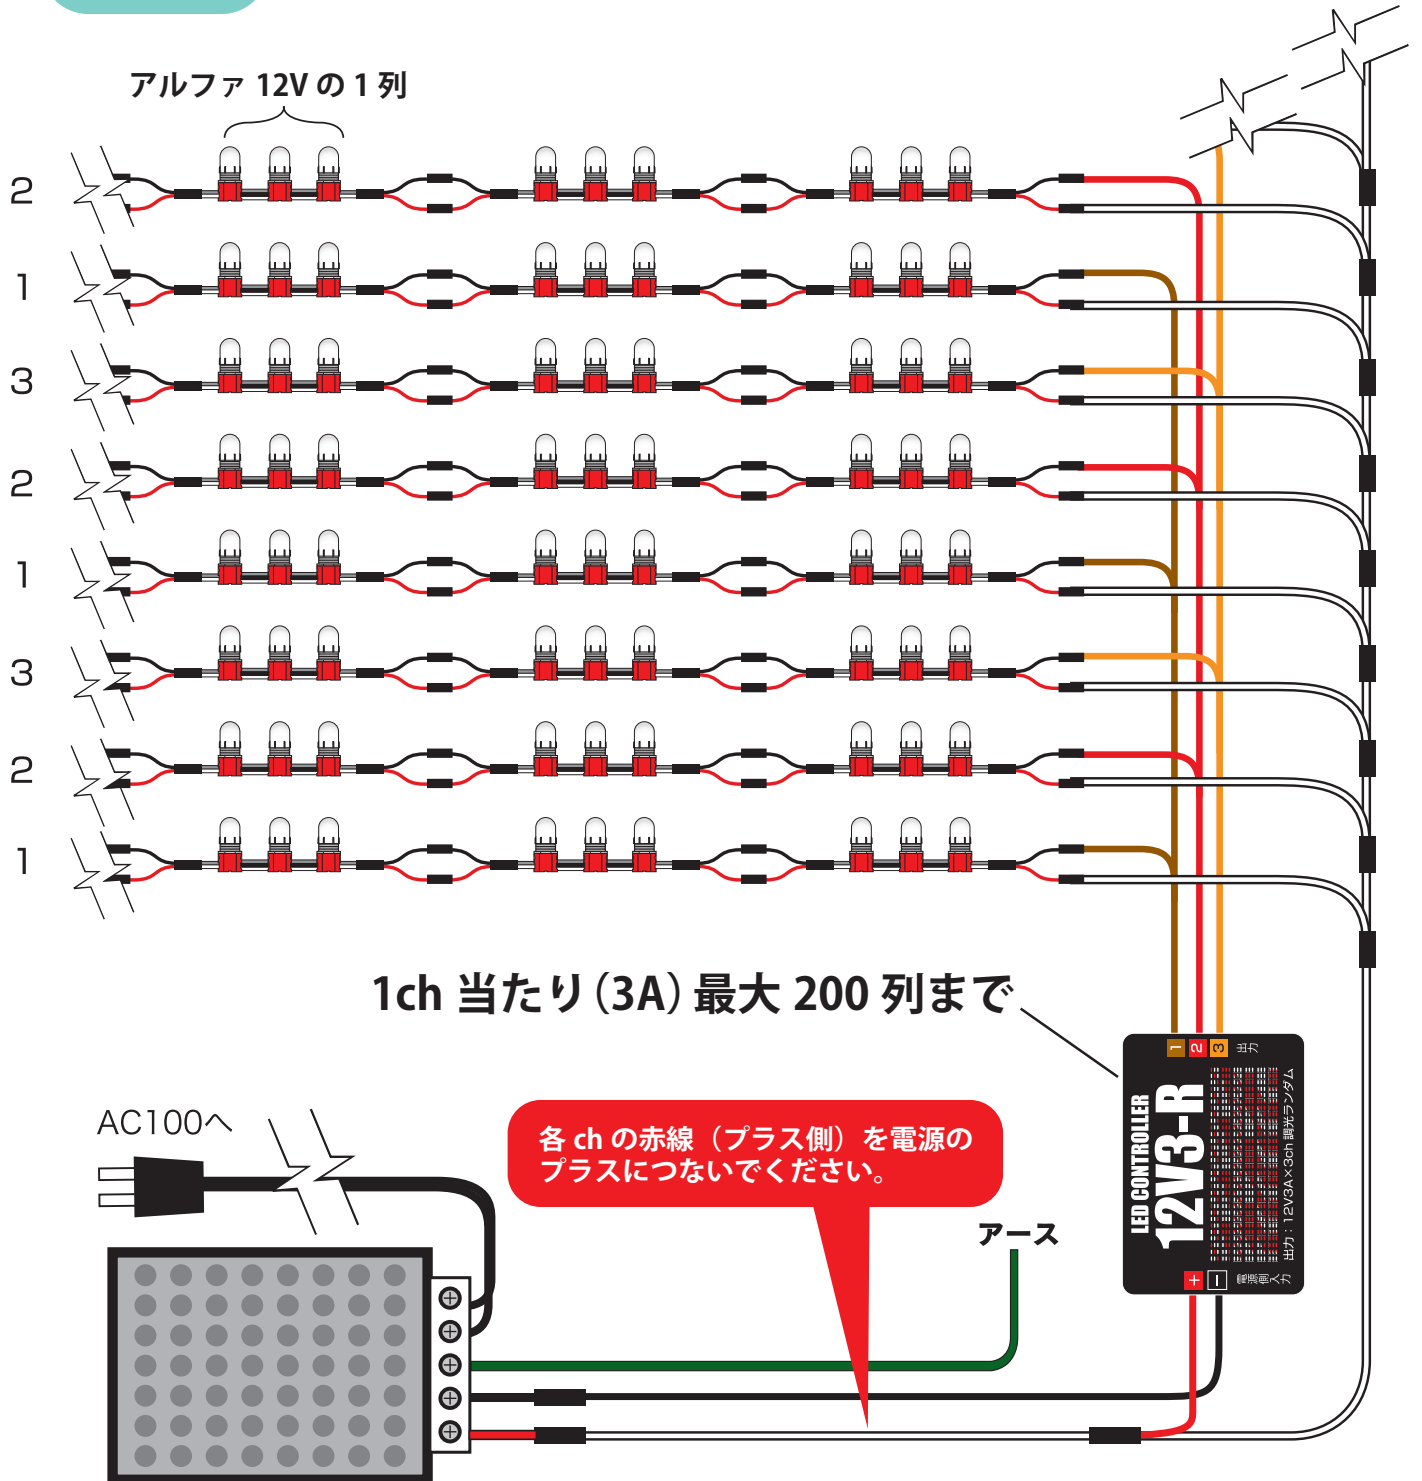 アルファ 12V の 1 列
2
1
3
2
1
3
2
1
1ch 当たり（3A）最大 200 列まで
1 2 3 出力
LED CONTROLLER
12V3-R
出力：12V3A×3ch 調光ランダム
+ − 電源側入力
AC100へ
各 ch の赤線（プラス側）を電源の
プラスにつないでください。
アース